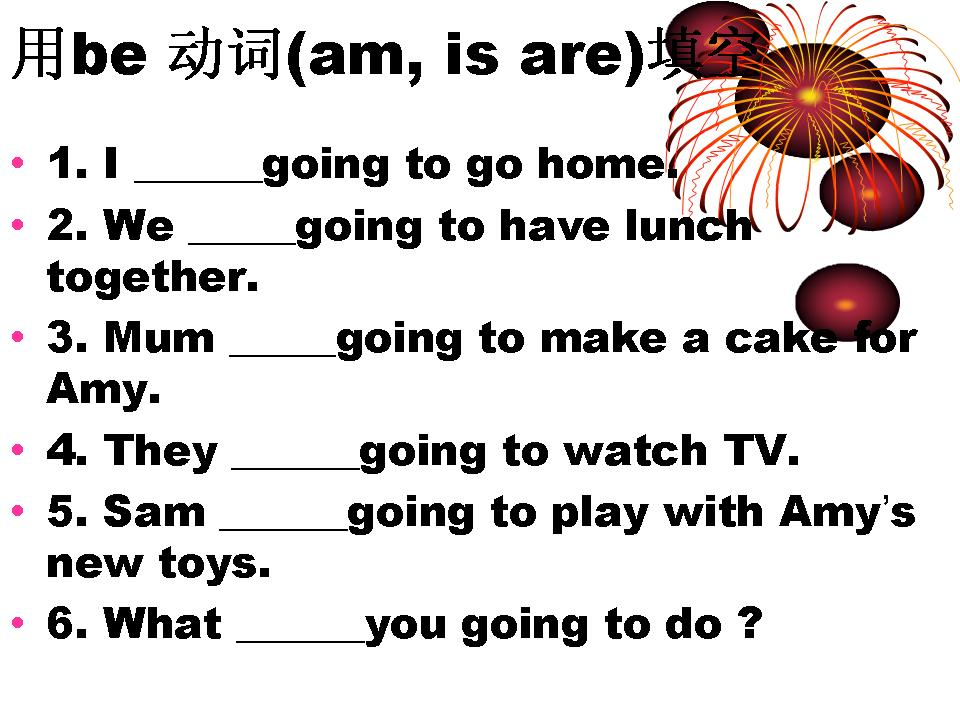 用be 动词(am, is are)填空
• 1. I ______going to go home.
• 2. We _____going to have lunch
together.
• 3. Mum _____going to make a cake for
Amy.
• 4. They ______going to watch TV.
• 5. Sam ______going to play with Amy’s
new toys.
• 6. What ______you going to do ?